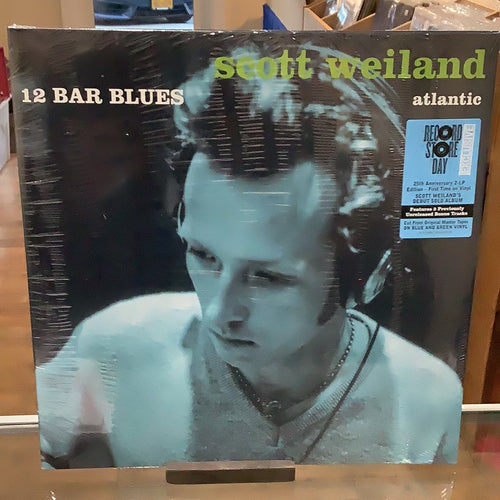 scott weiland
12 BAR BLUES
atlantic
RECORD
STORE
DAY
EXCLUSIVE
25th Anniversary 2-LP
Edition - First Time on Vinyl
SCOTT WEILAND'S
DEBUT SOLO ALBUM
Features 2 Previously
Unreleased Bonus Tracks
Cut From Original Master Tapes
ON BLUE AND GREEN VINYL